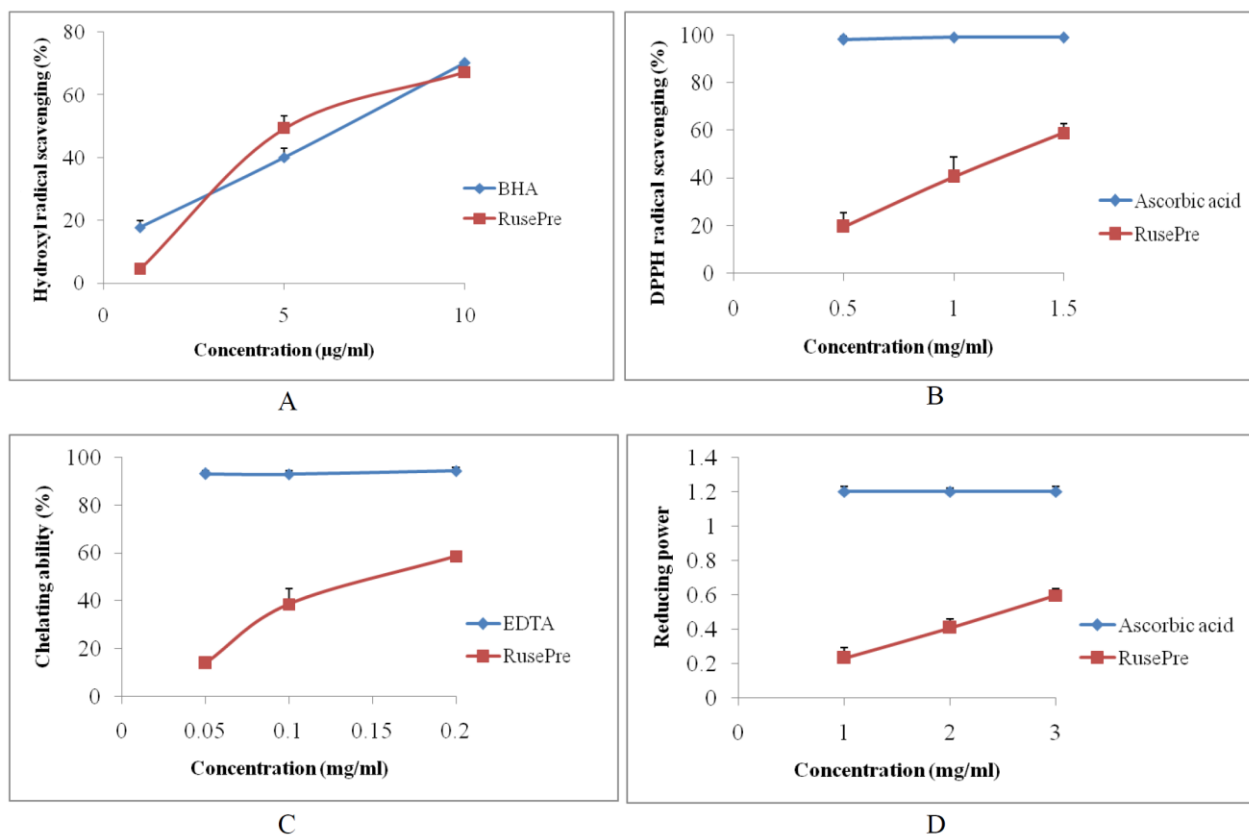 Hydroxyl radical scavenging (%)
80
60
40
20
0
0
5
10
Concentration (µg/ml)
BHA
RusePre
A
DPPH radical scavenging (%)
100
80
60
40
20
0
0
0.5
1
1.5
Concentration (mg/ml)
Ascorbic acid
RusePre
B
Chelating ability (%)
100
80
60
40
20
0
0
0.05
0.1
0.15
0.2
Concentration (mg/ml)
EDTA
RusePre
C
Reducing power
1.4
1.2
1
0.8
0.6
0.4
0.2
0
0
1
2
3
Concentration (mg/ml)
Ascorbic acid
RusePre
D